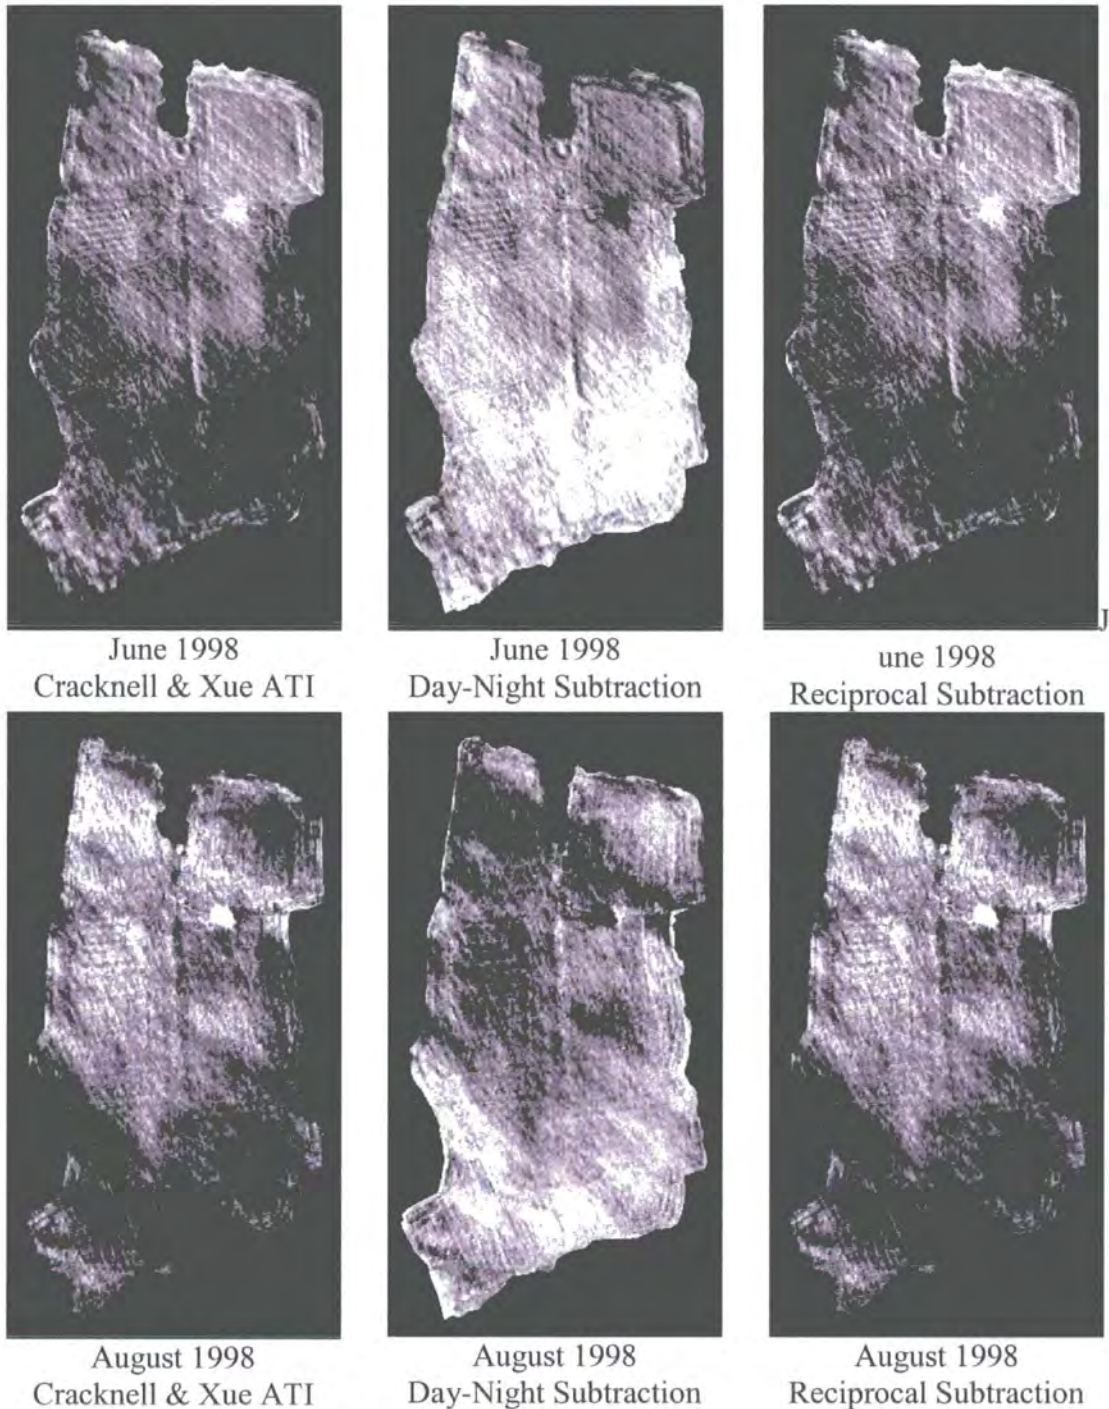 June 1998
Cracknell & Xue ATI
June 1998
Day-Night Subtraction
J
une 1998
Reciprocal Subtraction
August 1998
Cracknell & Xue ATI
August 1998
Day-Night Subtraction
August 1998
Reciprocal Subtraction